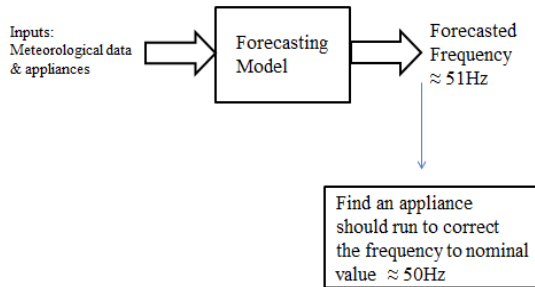 Inputs:
Meteorological data
& appliances
Forecasting
Model
Forecasted
Frequency
≈ 51Hz
Find an appliance
should run to correct
the frequency to nominal
value ≈ 50Hz